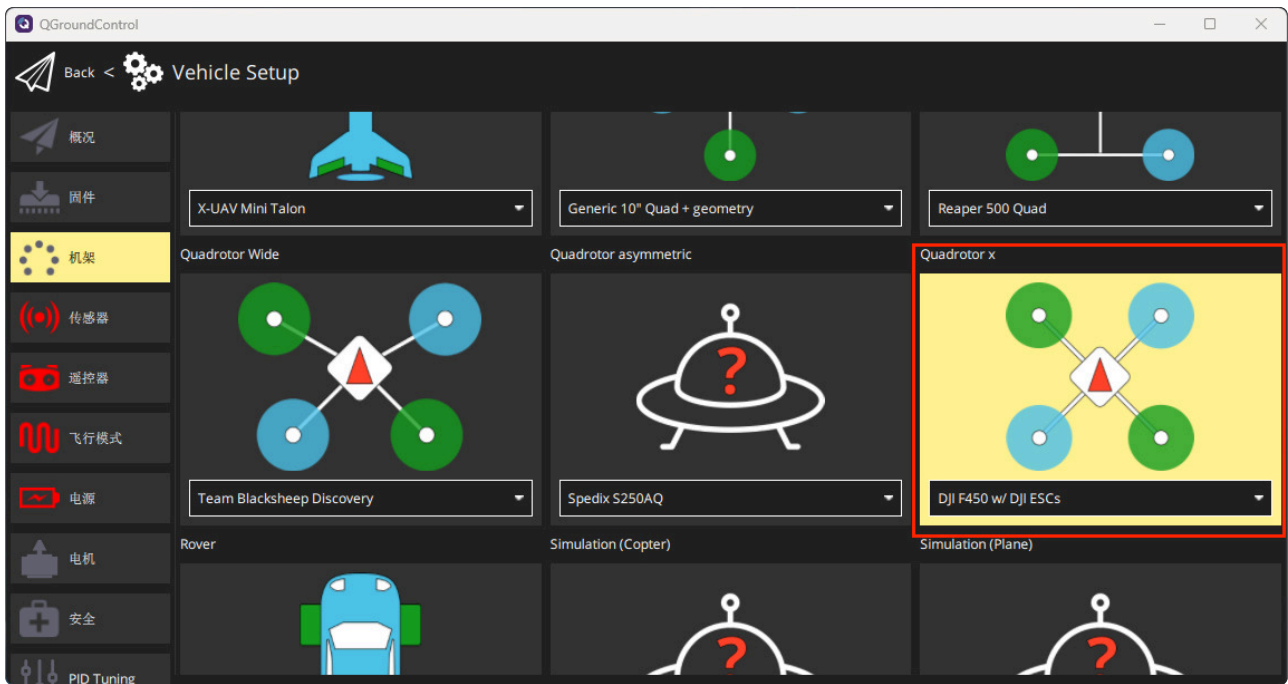 QGroundControl
Back < Vehicle Setup
概况
固件
机架
传感器
遥控器
飞行模式
电源
电机
安全
PID Tuning
X-UAV Mini Talon
Generic 10" Quad + geometry
Reaper 500 Quad
Quadrotor Wide
Quadrotor asymmetric
Quadrotor x
?
Team Blacksheep Discovery
Spedix S250AQ
DJI F450 w/ DJI ESCs
Rover
Simulation (Copter)
Simulation (Plane)
?
?